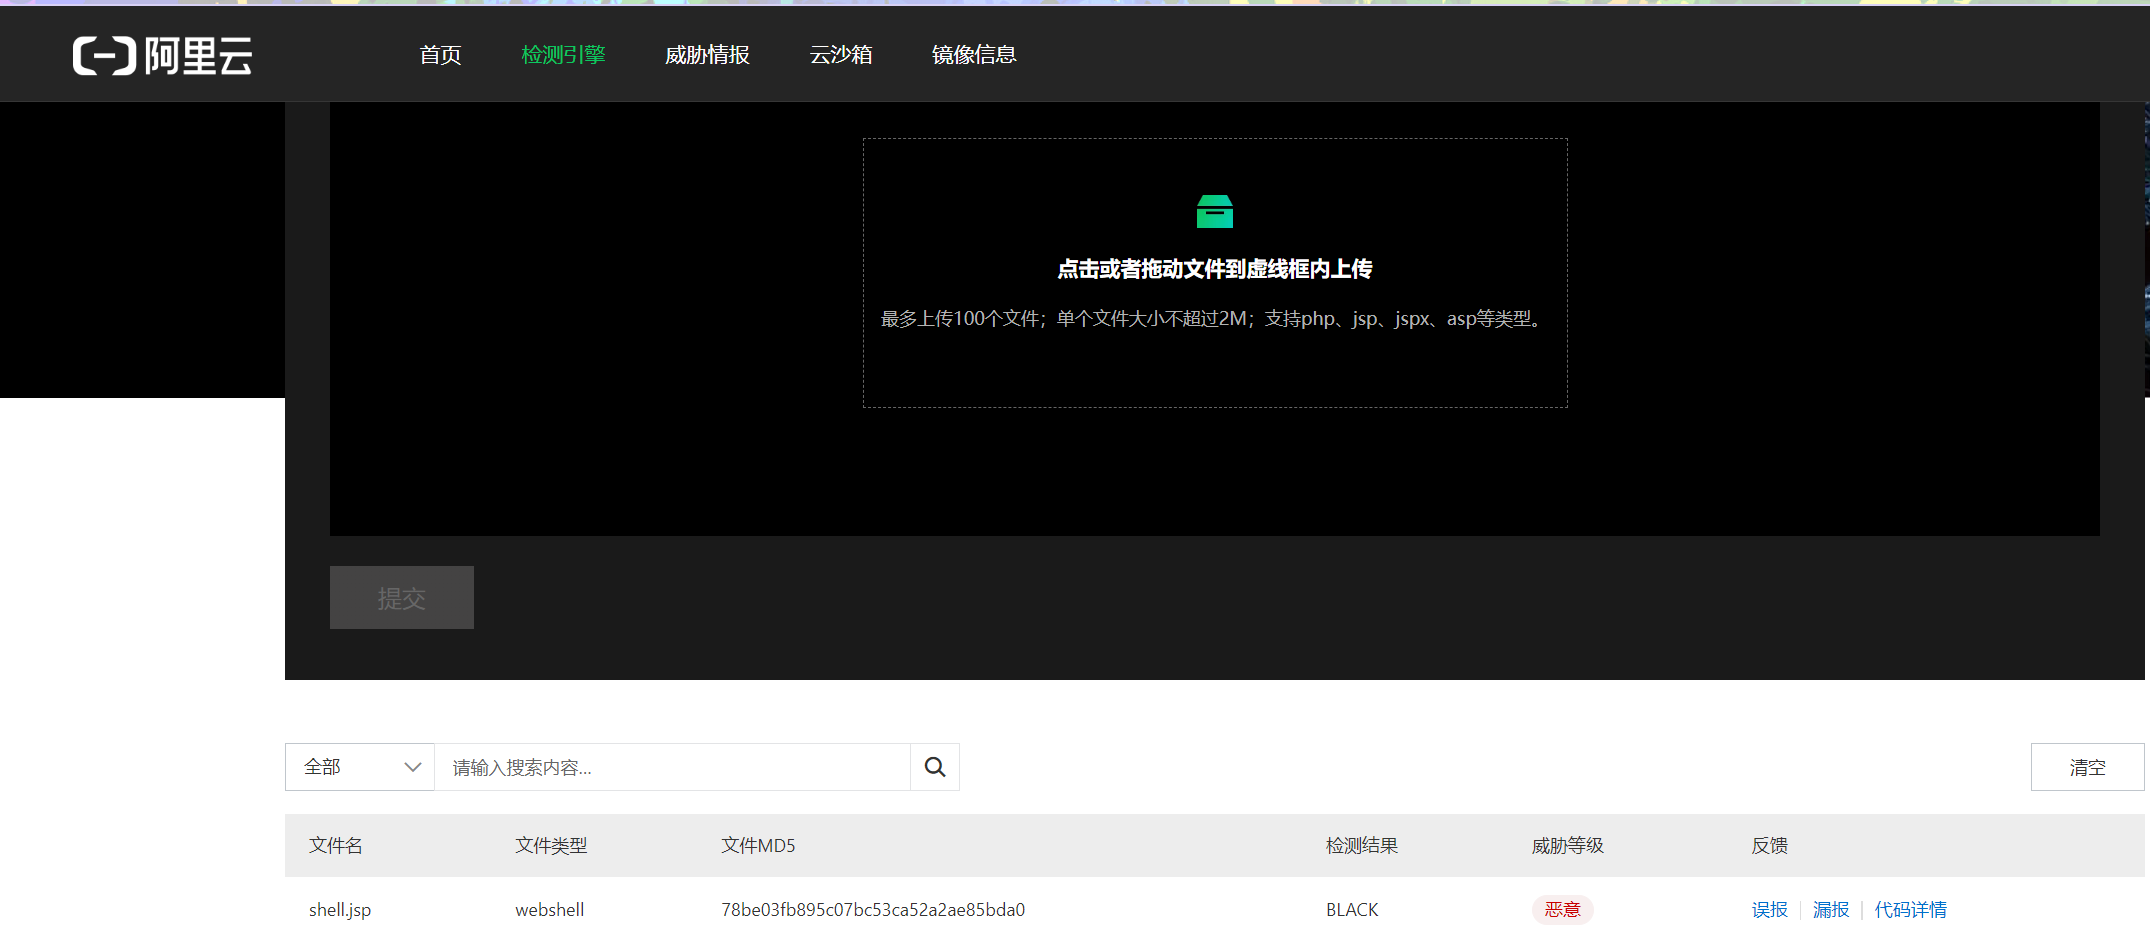 阿里云 首页 检测引擎 威胁情报 云沙箱 镜像信息
点击或者拖动文件到虚线框内上传
最多上传100个文件；单个文件大小不超过2M；支持php、jsp、jspx、asp等类型。
提交
全部 请输入搜索内容... 清空
文件名 文件类型 文件MD5 检测结果 威胁等级 反馈
shell.jsp webshell 78be03fb895c07bc53ca52a2ae85bda0 BLACK 恶意 误报 漏报 代码详情